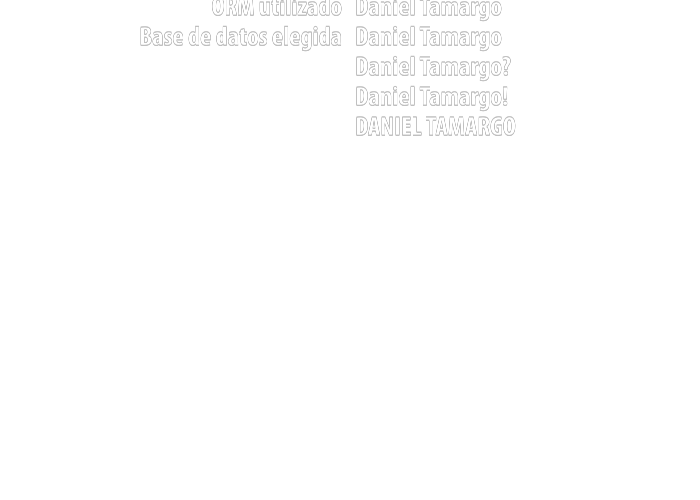 ORM utilizado Daniel Tamargo
Base de datos elegida Daniel Tamargo
Daniel Tamargo?
Daniel Tamargo!
DANIEL TAMARGO